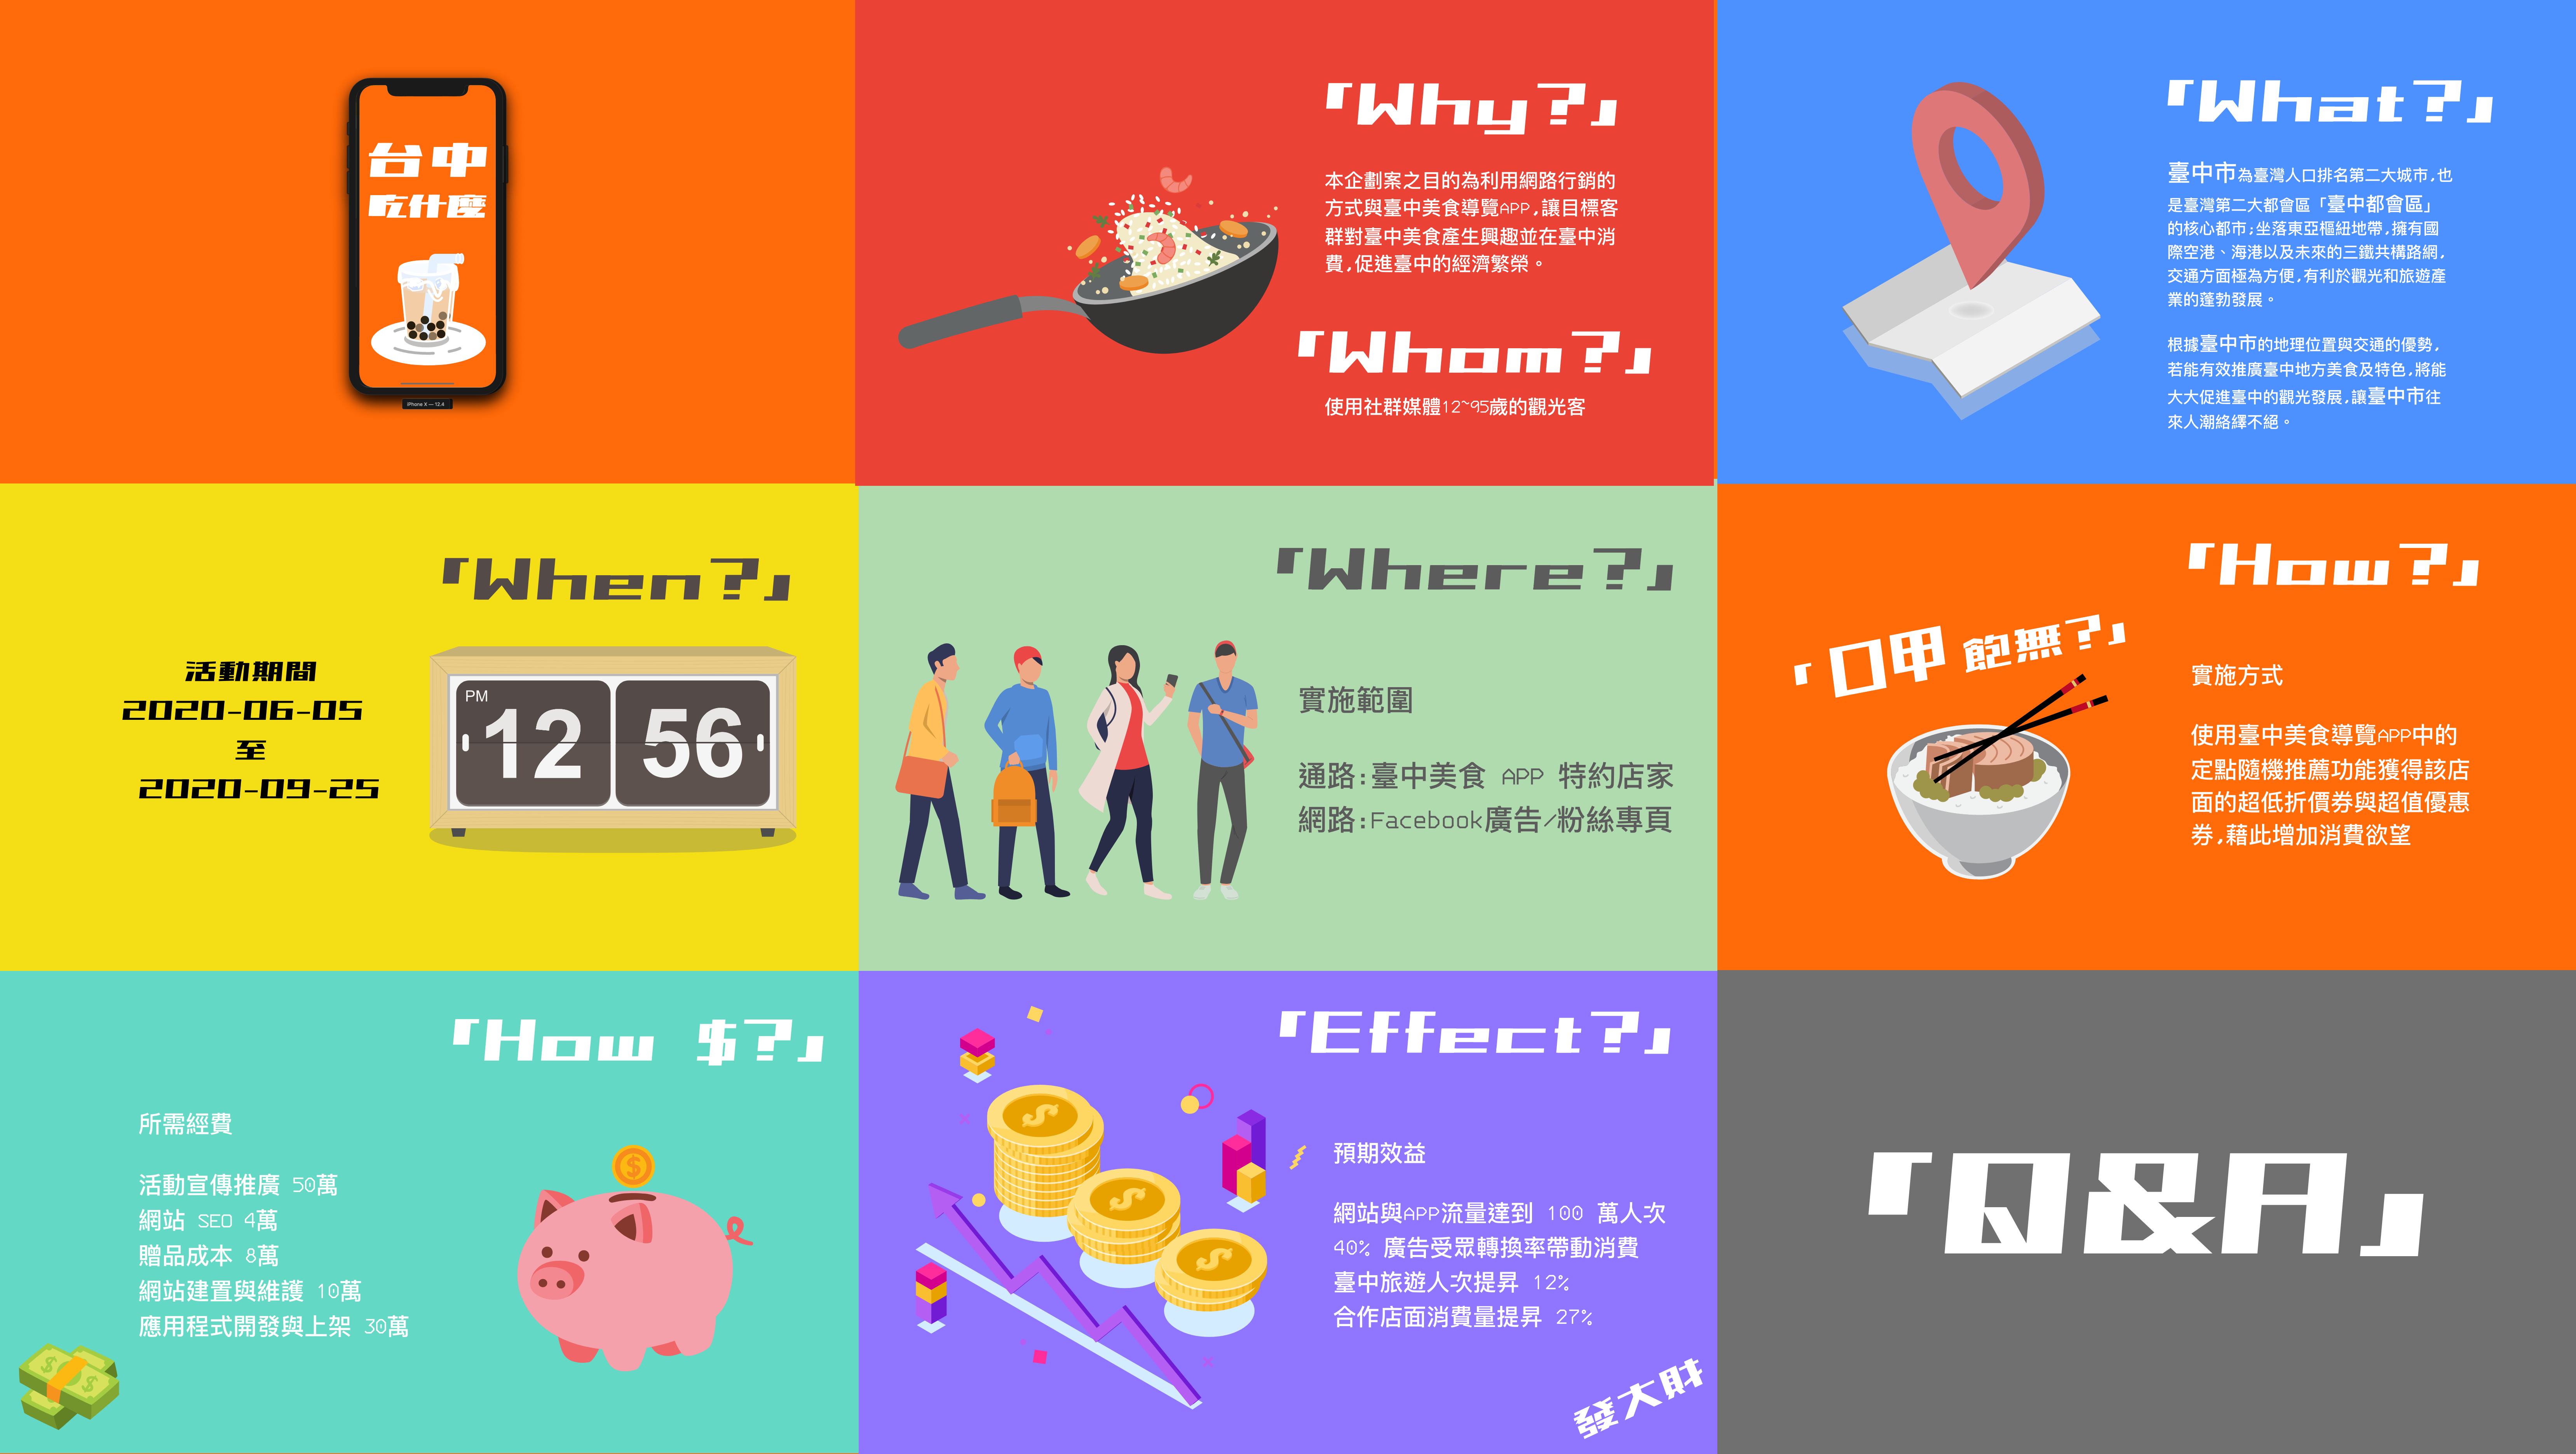 台中
吃什麼
iPhone X — 12.4
「Why?」
本企劃案之目的為利用網路行銷的
方式與臺中美食導覽APP,讓目標客
群對臺中美食產生興趣並在臺中消
費,促進臺中的經濟繁榮。
「Whom?」
使用社群媒體12~95歲的觀光客
「What?」
臺中市為臺灣人口排名第二大城市,也
是臺灣第二大都會區「臺中都會區」
的核心都市;坐落東亞樞紐地帶,擁有國
際空港、海港以及未來的三鐵共構路網,
交通方面極為方便,有利於觀光和旅遊產
業的蓬勃發展。
根據臺中市的地理位置與交通的優勢,
若能有效推廣臺中地方美食及特色,將能
大大促進臺中的觀光發展,讓臺中市往
來人潮絡繹不絕。
「When?」
活動期間
2020-06-05
至
2020-09-25
PM
12 56
「Where?」
實施範圍
通路:臺中美食 APP 特約店家
網路:Facebook廣告/粉絲專頁
「How?」
「口甲 飽無?」
實施方式
使用臺中美食導覽APP中的
定點隨機推薦功能獲得該店
面的超低折價券與超值優惠
券,藉此增加消費欲望
「How $?」
所需經費
活動宣傳推廣 50萬
網站 SEO 4萬
贈品成本 8萬
網站建置與維護 10萬
應用程式開發與上架 30萬
「Effect?」
預期效益
網站與APP流量達到 100 萬人次
40% 廣告受眾轉換率帶動消費
臺中旅遊人次提昇 12%
合作店面消費量提昇 27%
發大財
「Q&A」